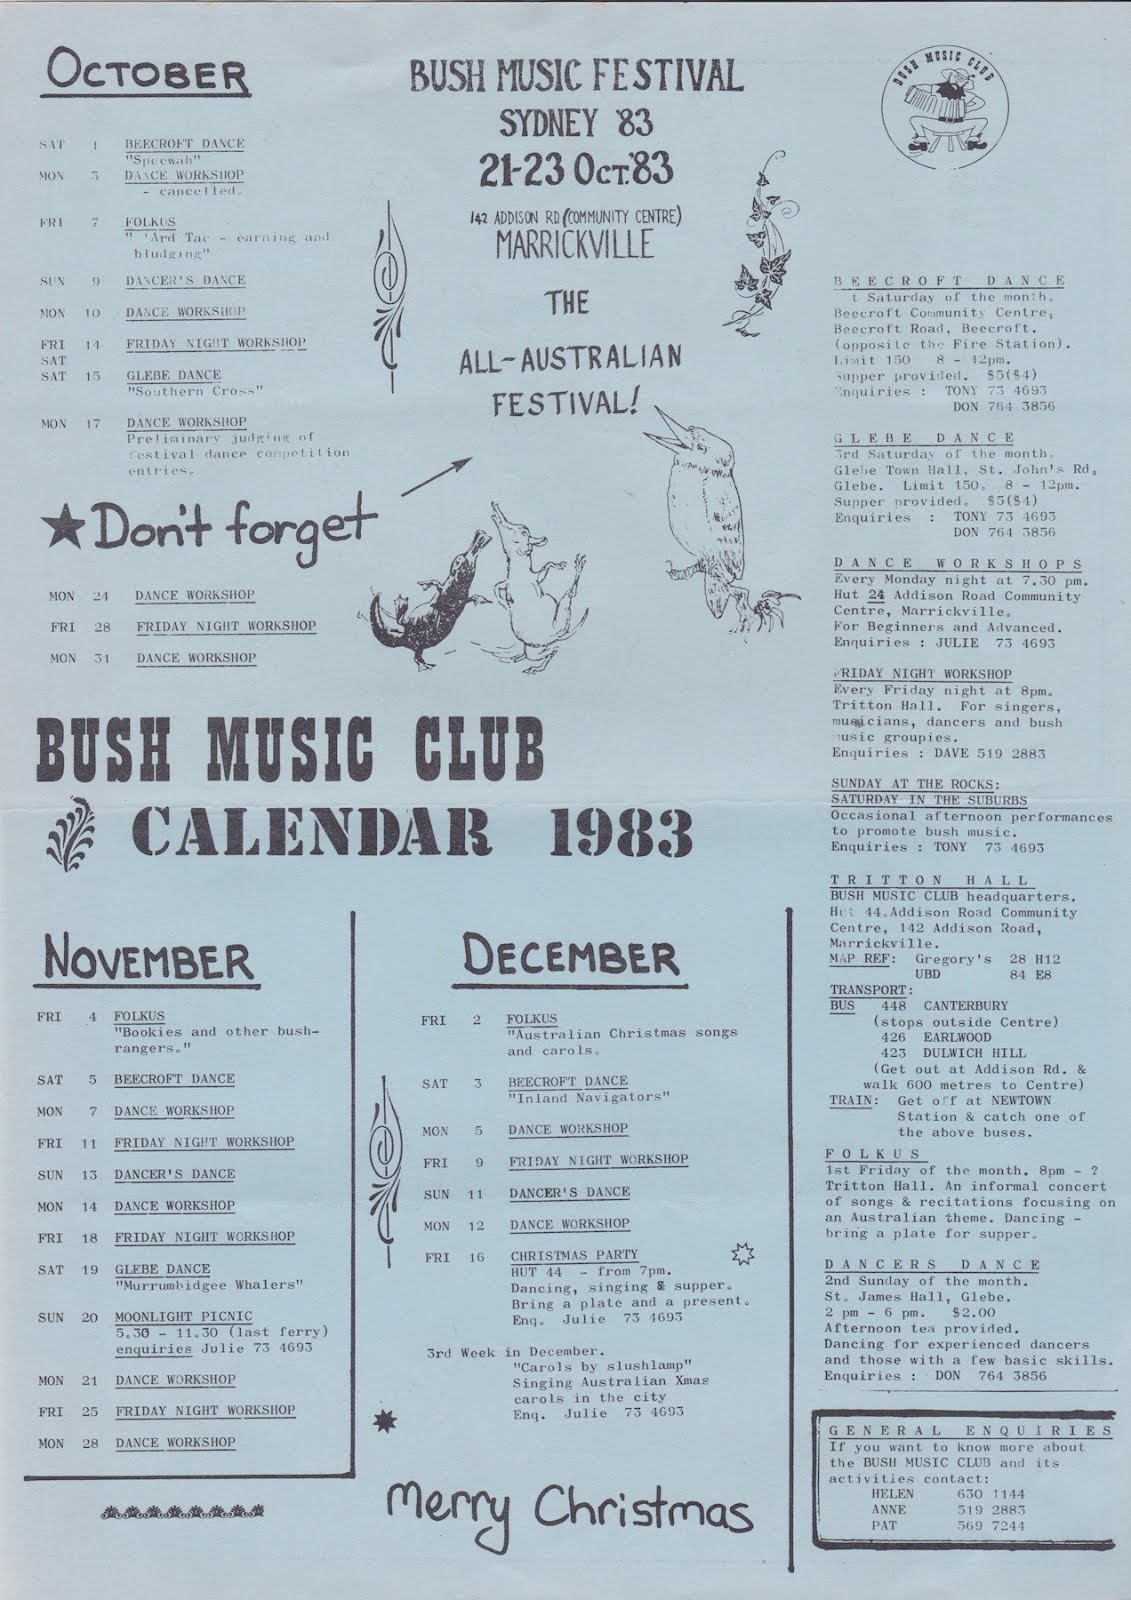 OCTOBER
SAT 1 BEECROFT DANCE
"Speewah"
MON 3 DANCE WORKSHOP
- cancelled.
FRI 7 FOLKUS
" 'Ard Tac - earning and
bludging"
SUN 9 DANCER'S DANCE
MON 10 DANCE WORKSHOP
FRI 14 FRIDAY NIGHT WORKSHOP
SAT
SAT 15 GLEBE DANCE
"Southern Cross"
MON 17 DANCE WORKSHOP
Preliminary judging of
festival dance competition
entries.
Don't forget
MON 24 DANCE WORKSHOP
FRI 28 FRIDAY NIGHT WORKSHOP
MON 31 DANCE WORKSHOP
BUSH MUSIC FESTIVAL
SYDNEY '83
21-23 OCT.'83
142 ADDISON RD (COMMUNITY CENTRE)
MARRICKVILLE
THE
ALL-AUSTRALIAN
FESTIVAL!
BUSH MUSIC CLUB
BUSH MUSIC CLUB
CALENDAR 1983
NOVEMBER
FRI 4 FOLKUS
"Bookies and other bush-
rangers."
SAT 5 BEECROFT DANCE
MON 7 DANCE WORKSHOP
FRI 11 FRIDAY NIGHT WORKSHOP
SUN 13 DANCER'S DANCE
MON 14 DANCE WORKSHOP
FRI 18 FRIDAY NIGHT WORKSHOP
SAT 19 GLEBE DANCE
"Murrumbidgee Whalers"
SUN 20 MOONLIGHT PICNIC
5.30 - 11.30 (last ferry)
enquiries Julie 73 4693
MON 21 DANCE WORKSHOP
FRI 25 FRIDAY NIGHT WORKSHOP
MON 28 DANCE WORKSHOP
DECEMBER
FRI 2 FOLKUS
"Australian Christmas songs
and carols.
SAT 3 BEECROFT DANCE
"Inland Navigators"
MON 5 DANCE WORKSHOP
FRI 9 FRIDAY NIGHT WORKSHOP
SUN 11 DANCER'S DANCE
MON 12 DANCE WORKSHOP
FRI 16 CHRISTMAS PARTY
HUT 44 - from 7pm.
Dancing, singing & supper.
Bring a plate and a present.
Enq. Julie 73 4693
3rd Week in December.
"Carols by slushlamp"
Singing Australian Xmas
carols in the city
Enq. Julie 73 4693
Merry Christmas
BEECROFT DANCE
t Saturday of the month.
Beecroft Community Centre,
Beecroft Road, Beecroft.
(opposite the Fire Station).
Limit 150 8 - 12pm.
Supper provided. $5($4)
Enquiries : TONY 73 4693
DON 764 3856
GLEBE DANCE
3rd Saturday of the month.
Glebe Town Hall, St. John's Rd,
Glebe. Limit 150. 8 - 12pm.
Supper provided. $5($4)
Enquiries : TONY 73 4693
DON 764 3856
DANCE WORKSHOPS
Every Monday night at 7.30 pm.
Hut 24 Addison Road Community
Centre, Marrickville.
For Beginners and Advanced.
Enquiries : JULIE 73 4693
FRIDAY NIGHT WORKSHOP
Every Friday night at 8pm.
Tritton Hall. For singers,
musicians, dancers and bush
music groupies.
Enquiries : DAVE 519 2883
SUNDAY AT THE ROCKS:
SATURDAY IN THE SUBURBS
Occasional afternoon performances
to promote bush music.
Enquiries : TONY 73 4693
TRITTON HALL
BUSH MUSIC CLUB headquarters.
Hut 44.Addison Road Community
Centre, 142 Addison Road,
Marrickville.
MAP REF: Gregory's 28 H12
UBD 84 E8
TRANSPORT:
BUS 448 CANTERBURY
(stops outside Centre)
426 EARLWOOD
423 DULWICH HILL
(Get out at Addison Rd. &
walk 600 metres to Centre)
TRAIN: Get off at NEWTOWN
Station & catch one of
the above buses.
FOLKUS
1st Friday of the month. 8pm - ?
Tritton Hall. An informal concert
of songs & recitations focusing on
an Australian theme. Dancing -
bring a plate for supper.
DANCERS DANCE
2nd Sunday of the month.
St. James Hall, Glebe.
2 pm - 6 pm. $2.00
Afternoon tea provided.
Dancing for experienced dancers
and those with a few basic skills.
Enquiries : DON 764 3856
GENERAL ENQUIRIES
If you want to know more about
the BUSH MUSIC CLUB and its
activities contact:
HELEN 630 1144
ANNE 519 2883
PAT 569 7244